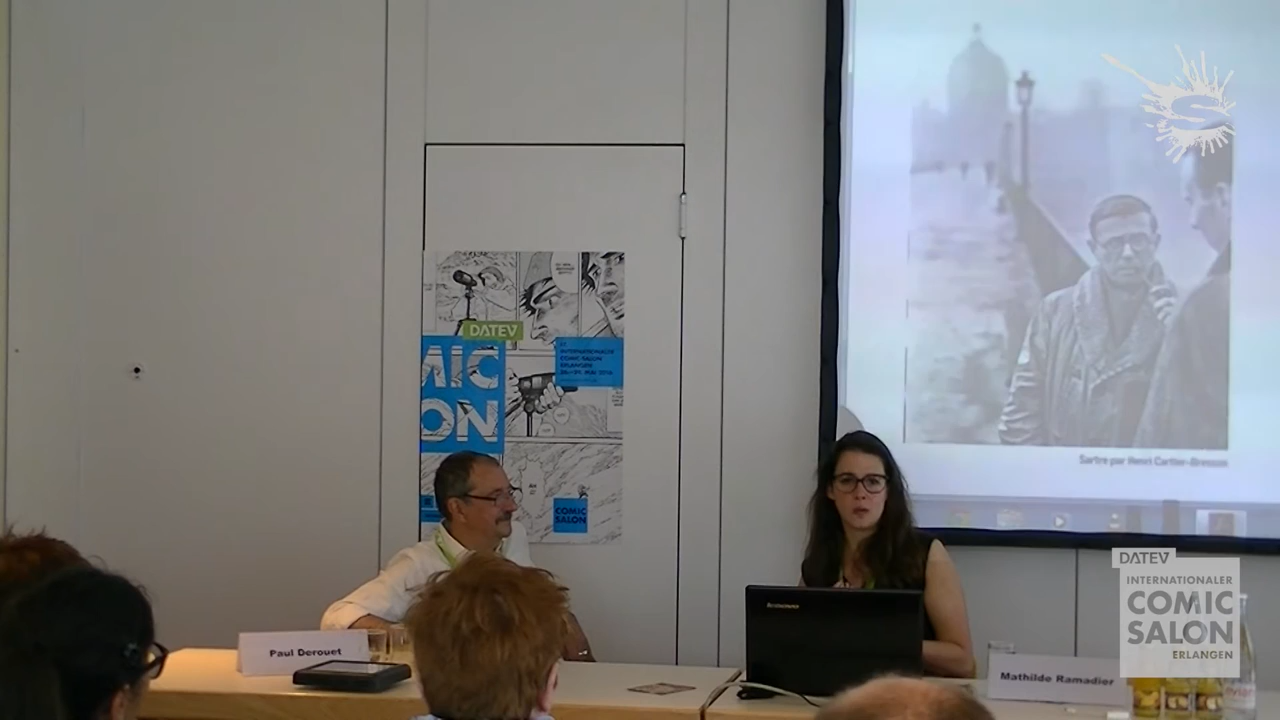 DATEV
MIC
ON
INTERNATIONALER
COMIC-SALON
ERLANGEN
COMIC
SALON
Sartre par Henri Cartier-Bresson
Paul Derouet
lenovo
Mathilde Ramadier
DATEV
INTERNATIONALER
COMIC
SALON
ERLANGEN
evian